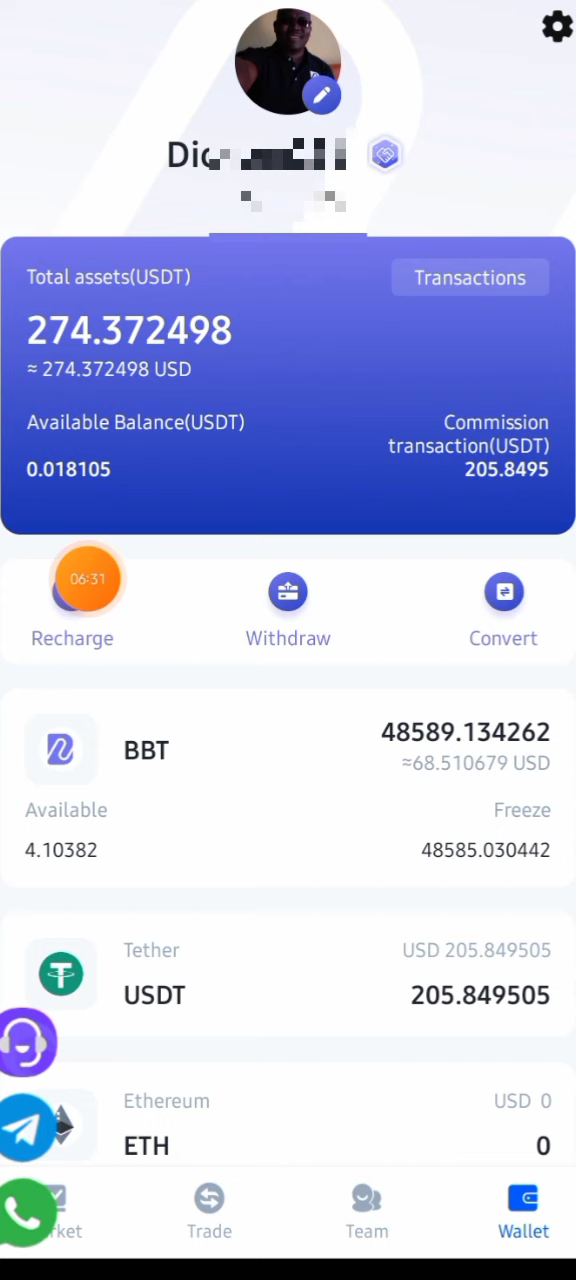 Total assets(USDT)
Transactions
274.372498
≈ 274.372498 USD
Available Balance(USDT)
Commission
transaction(USDT)
0.018105
205.8495
06:31
Recharge
Withdraw
Convert
BBT
48589.134262
≈68.510679 USD
Available
Freeze
4.10382
48585.030442
Tether
USD 205.849505
USDT
205.849505
Ethereum
USD 0
ETH
0
Trade
Team
Wallet